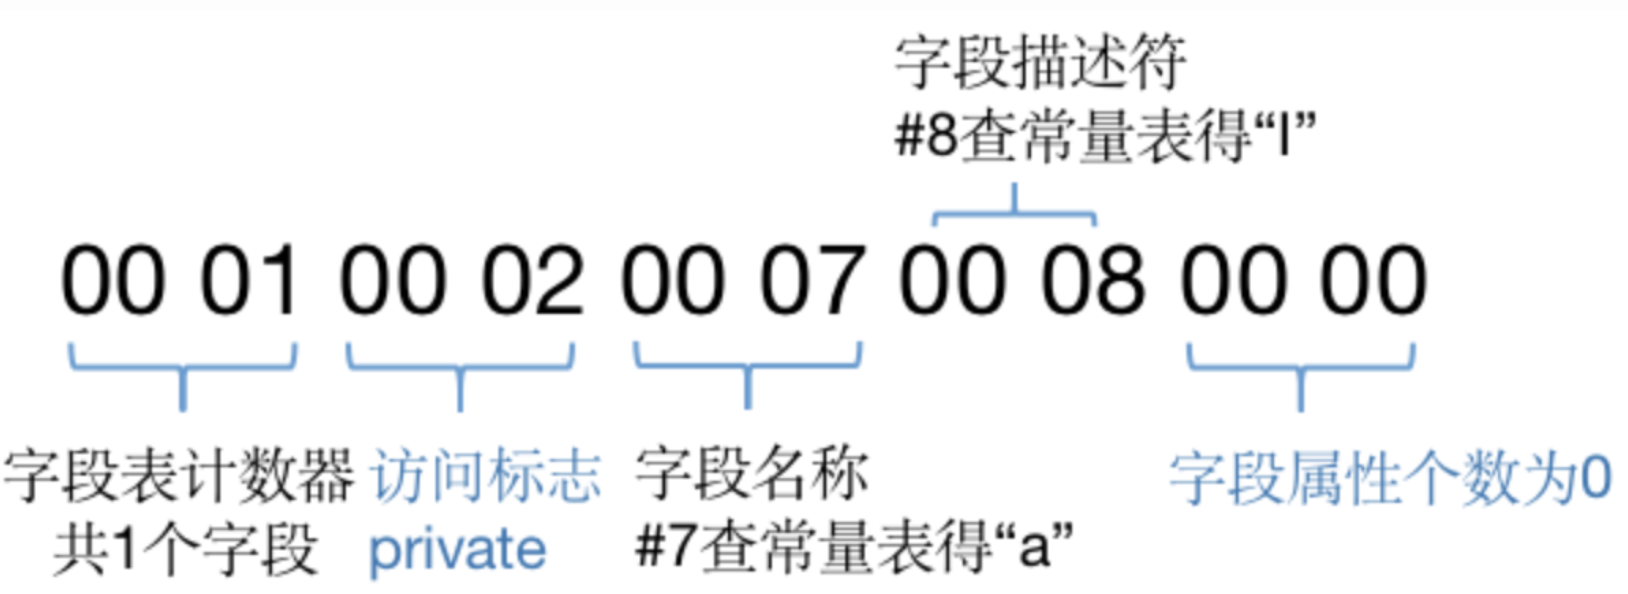 字段描述符
#8查常量表得“I”
00 01 00 02 00 07 00 08 00 00
字段表计数器
共1个字段
访问标志
private
字段名称
#7查常量表得“a”
字段属性个数为0